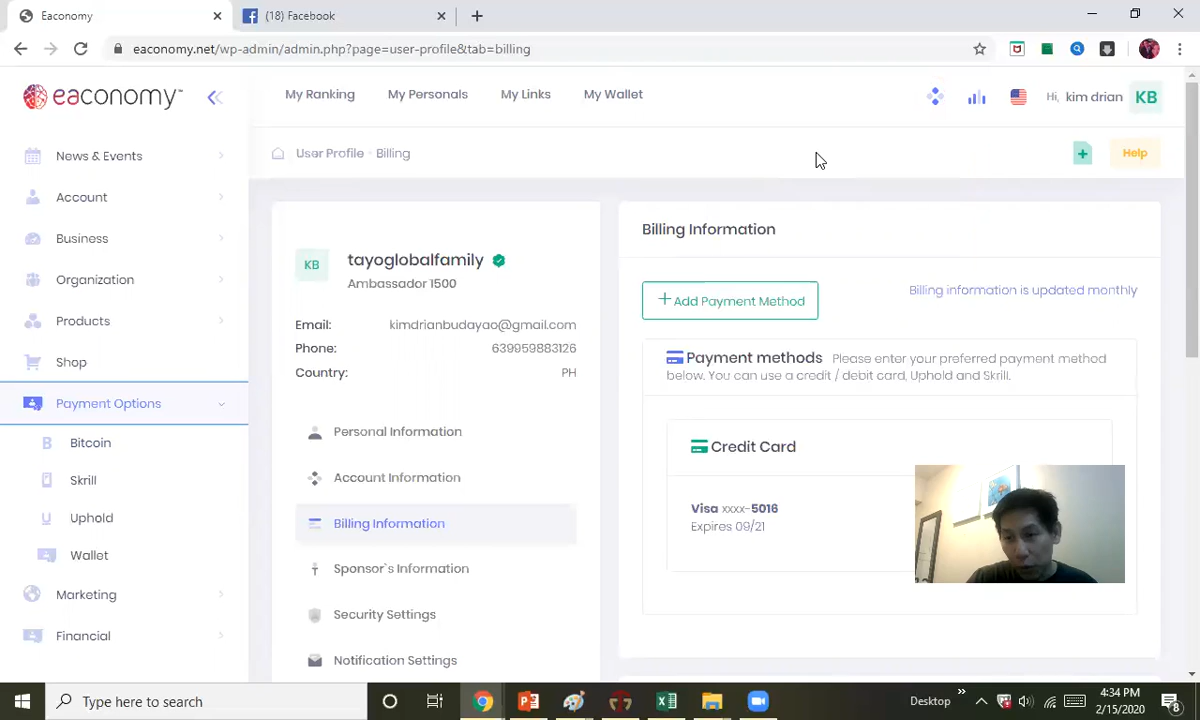 Eaconomy
(18) Facebook
eaconomy.net/wp-admin/admin.php?page=user-profile&tab=billing
eaconomy™
My Ranking
My Personals
My Links
My Wallet
Hi, kim drian
KB
News & Events
User Profile - Billing
Help
Account
Business
Organization
Products
Shop
Payment Options
Bitcoin
Skrill
Uphold
Wallet
Marketing
Financial
KB
tayoglobalfamily
Ambassador 1500
Email: kimdrianbudayao@gmail.com
Phone: 639959883126
Country: PH
Personal Information
Account Information
Billing Information
Sponsor`s Information
Security Settings
Notification Settings
Billing Information
+ Add Payment Method
Billing information is updated monthly
Payment methods Please enter your preferred payment method
below. You can use a credit / debit card, Uphold and Skrill.
Credit Card
Visa xxxx-5016
Expires 09/21
Type here to search
Desktop
4:34 PM
2/15/2020
8